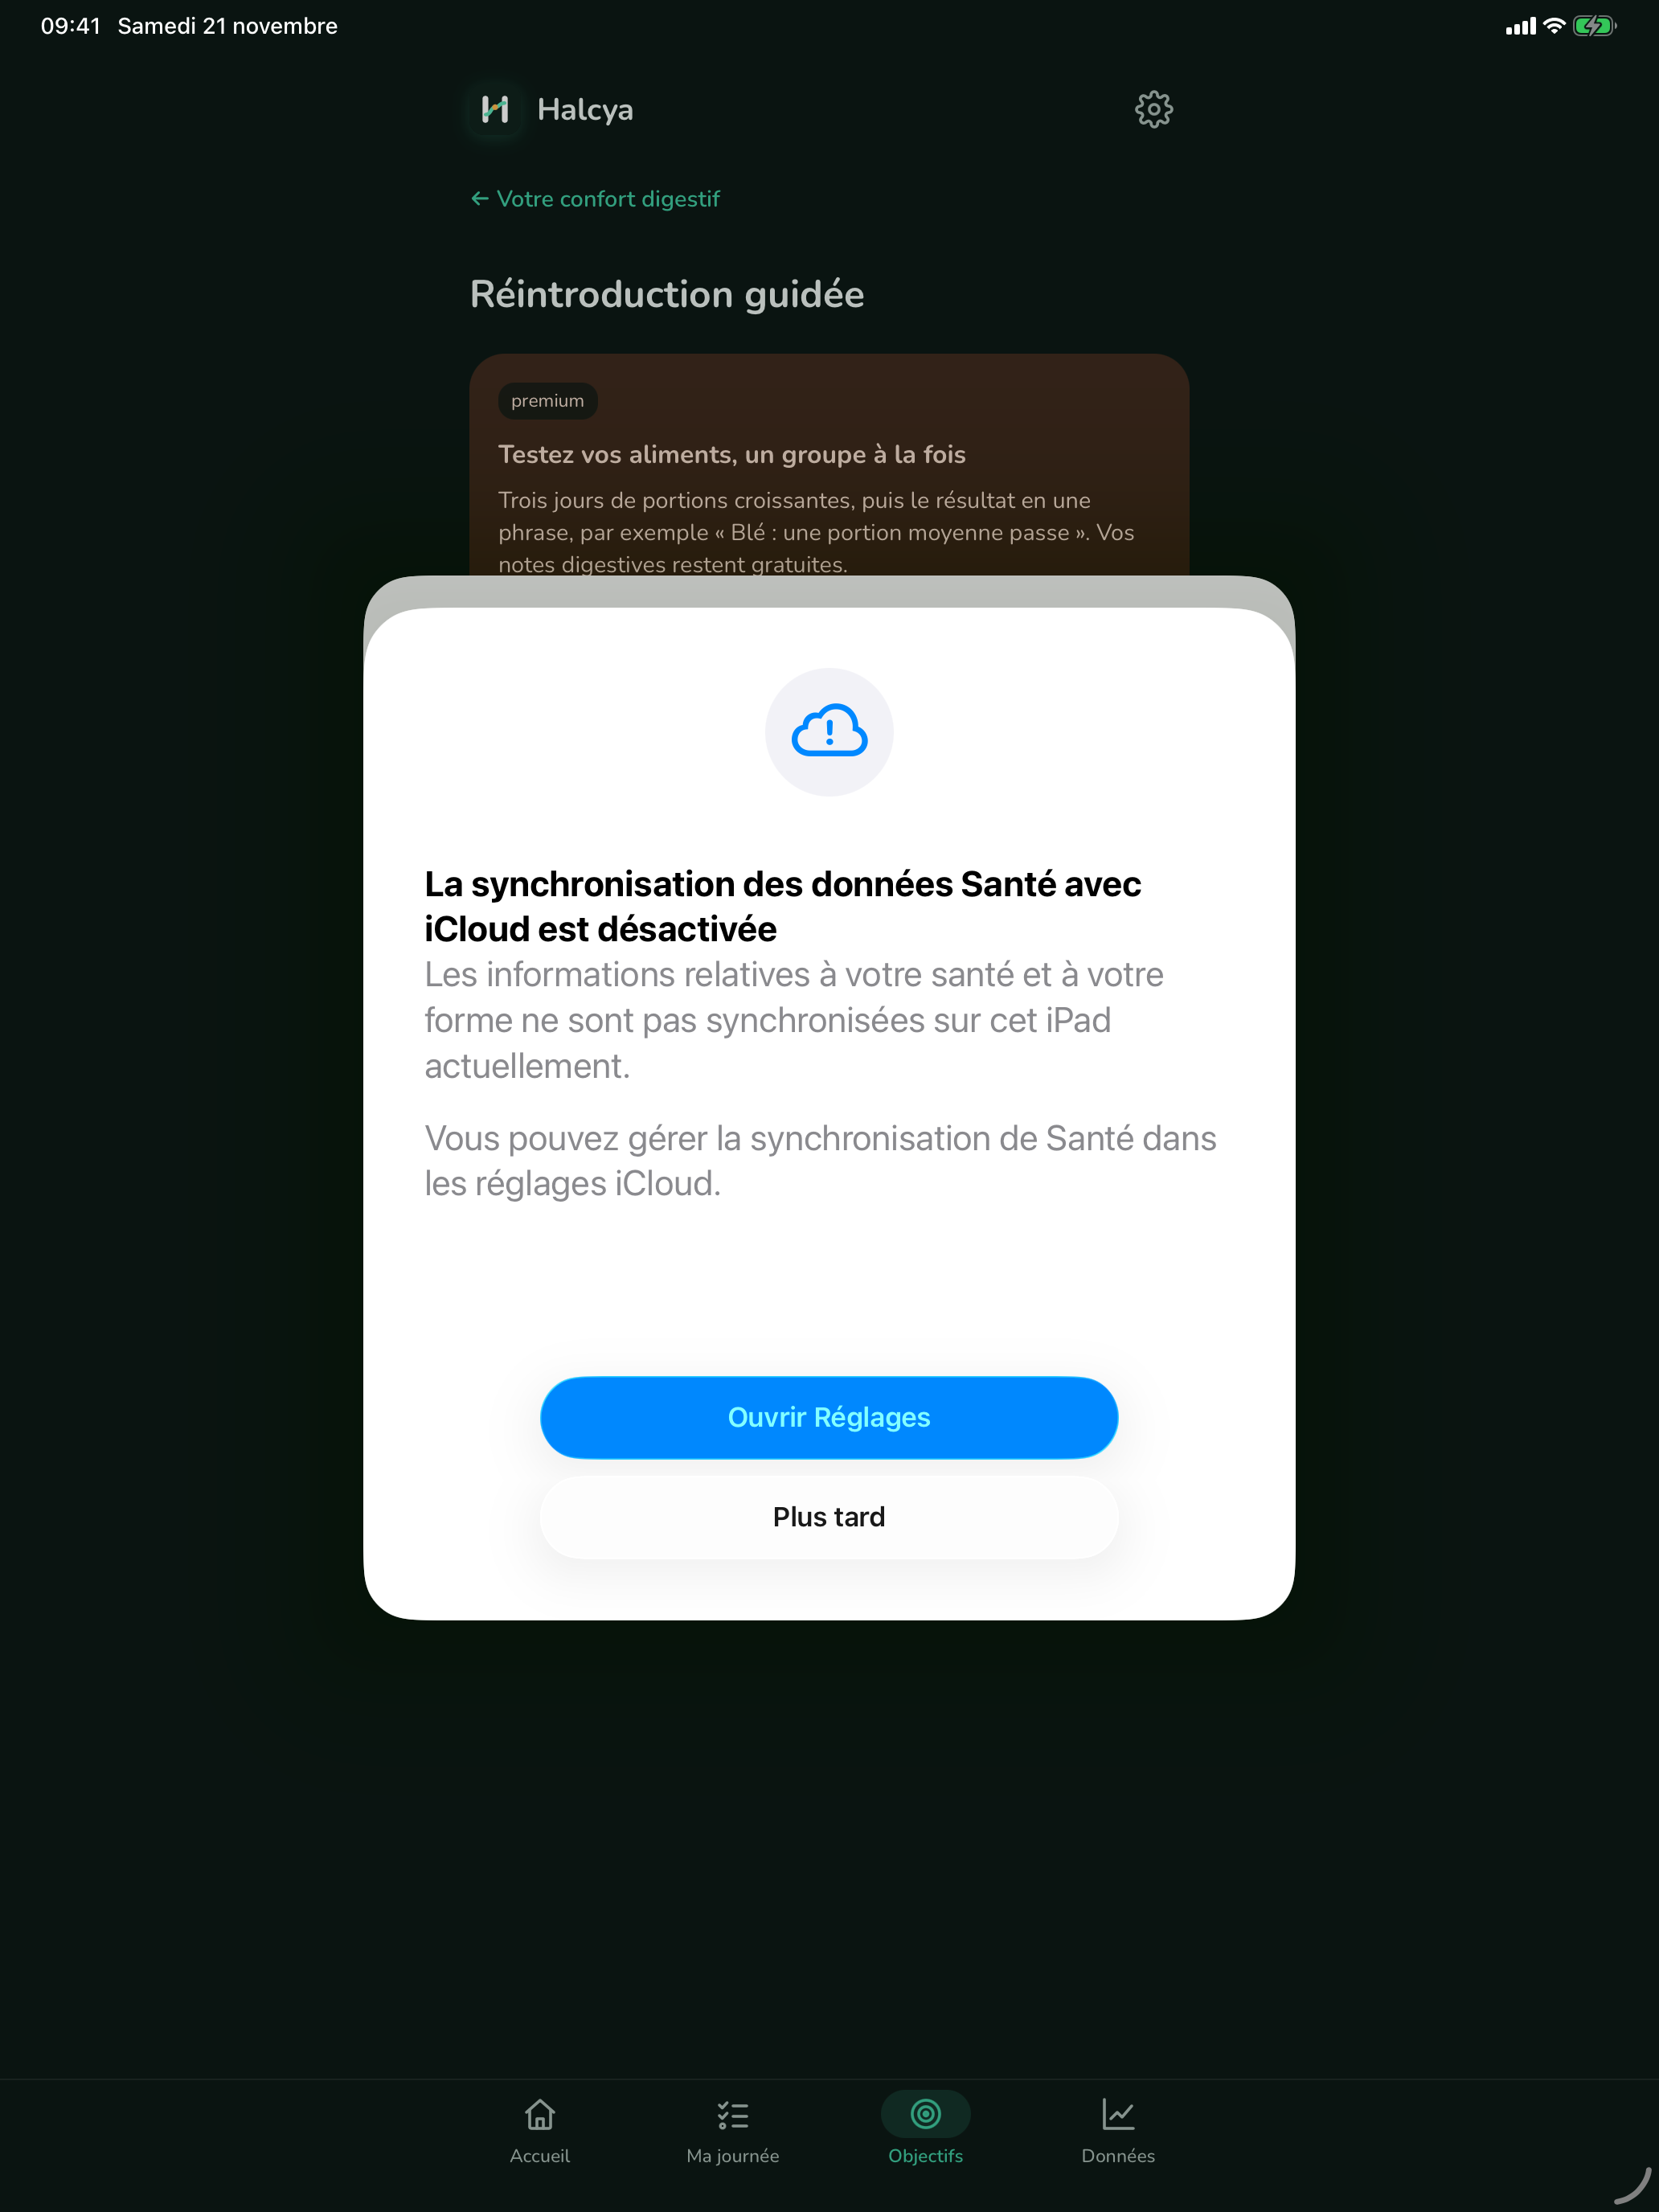 09:41 Samedi 21 novembre
Halcya
← Votre confort digestif
Réintroduction guidée
premium
Testez vos aliments, un groupe à la fois
Trois jours de portions croissantes, puis le résultat en une
phrase, par exemple « Blé : une portion moyenne passe ». Vos
notes digestives restent gratuites.
La synchronisation des données Santé avec
iCloud est désactivée
Les informations relatives à votre santé et à votre
forme ne sont pas synchronisées sur cet iPad
actuellement.
Vous pouvez gérer la synchronisation de Santé dans
les réglages iCloud.
Ouvrir Réglages
Plus tard
Accueil
Ma journée
Objectifs
Données